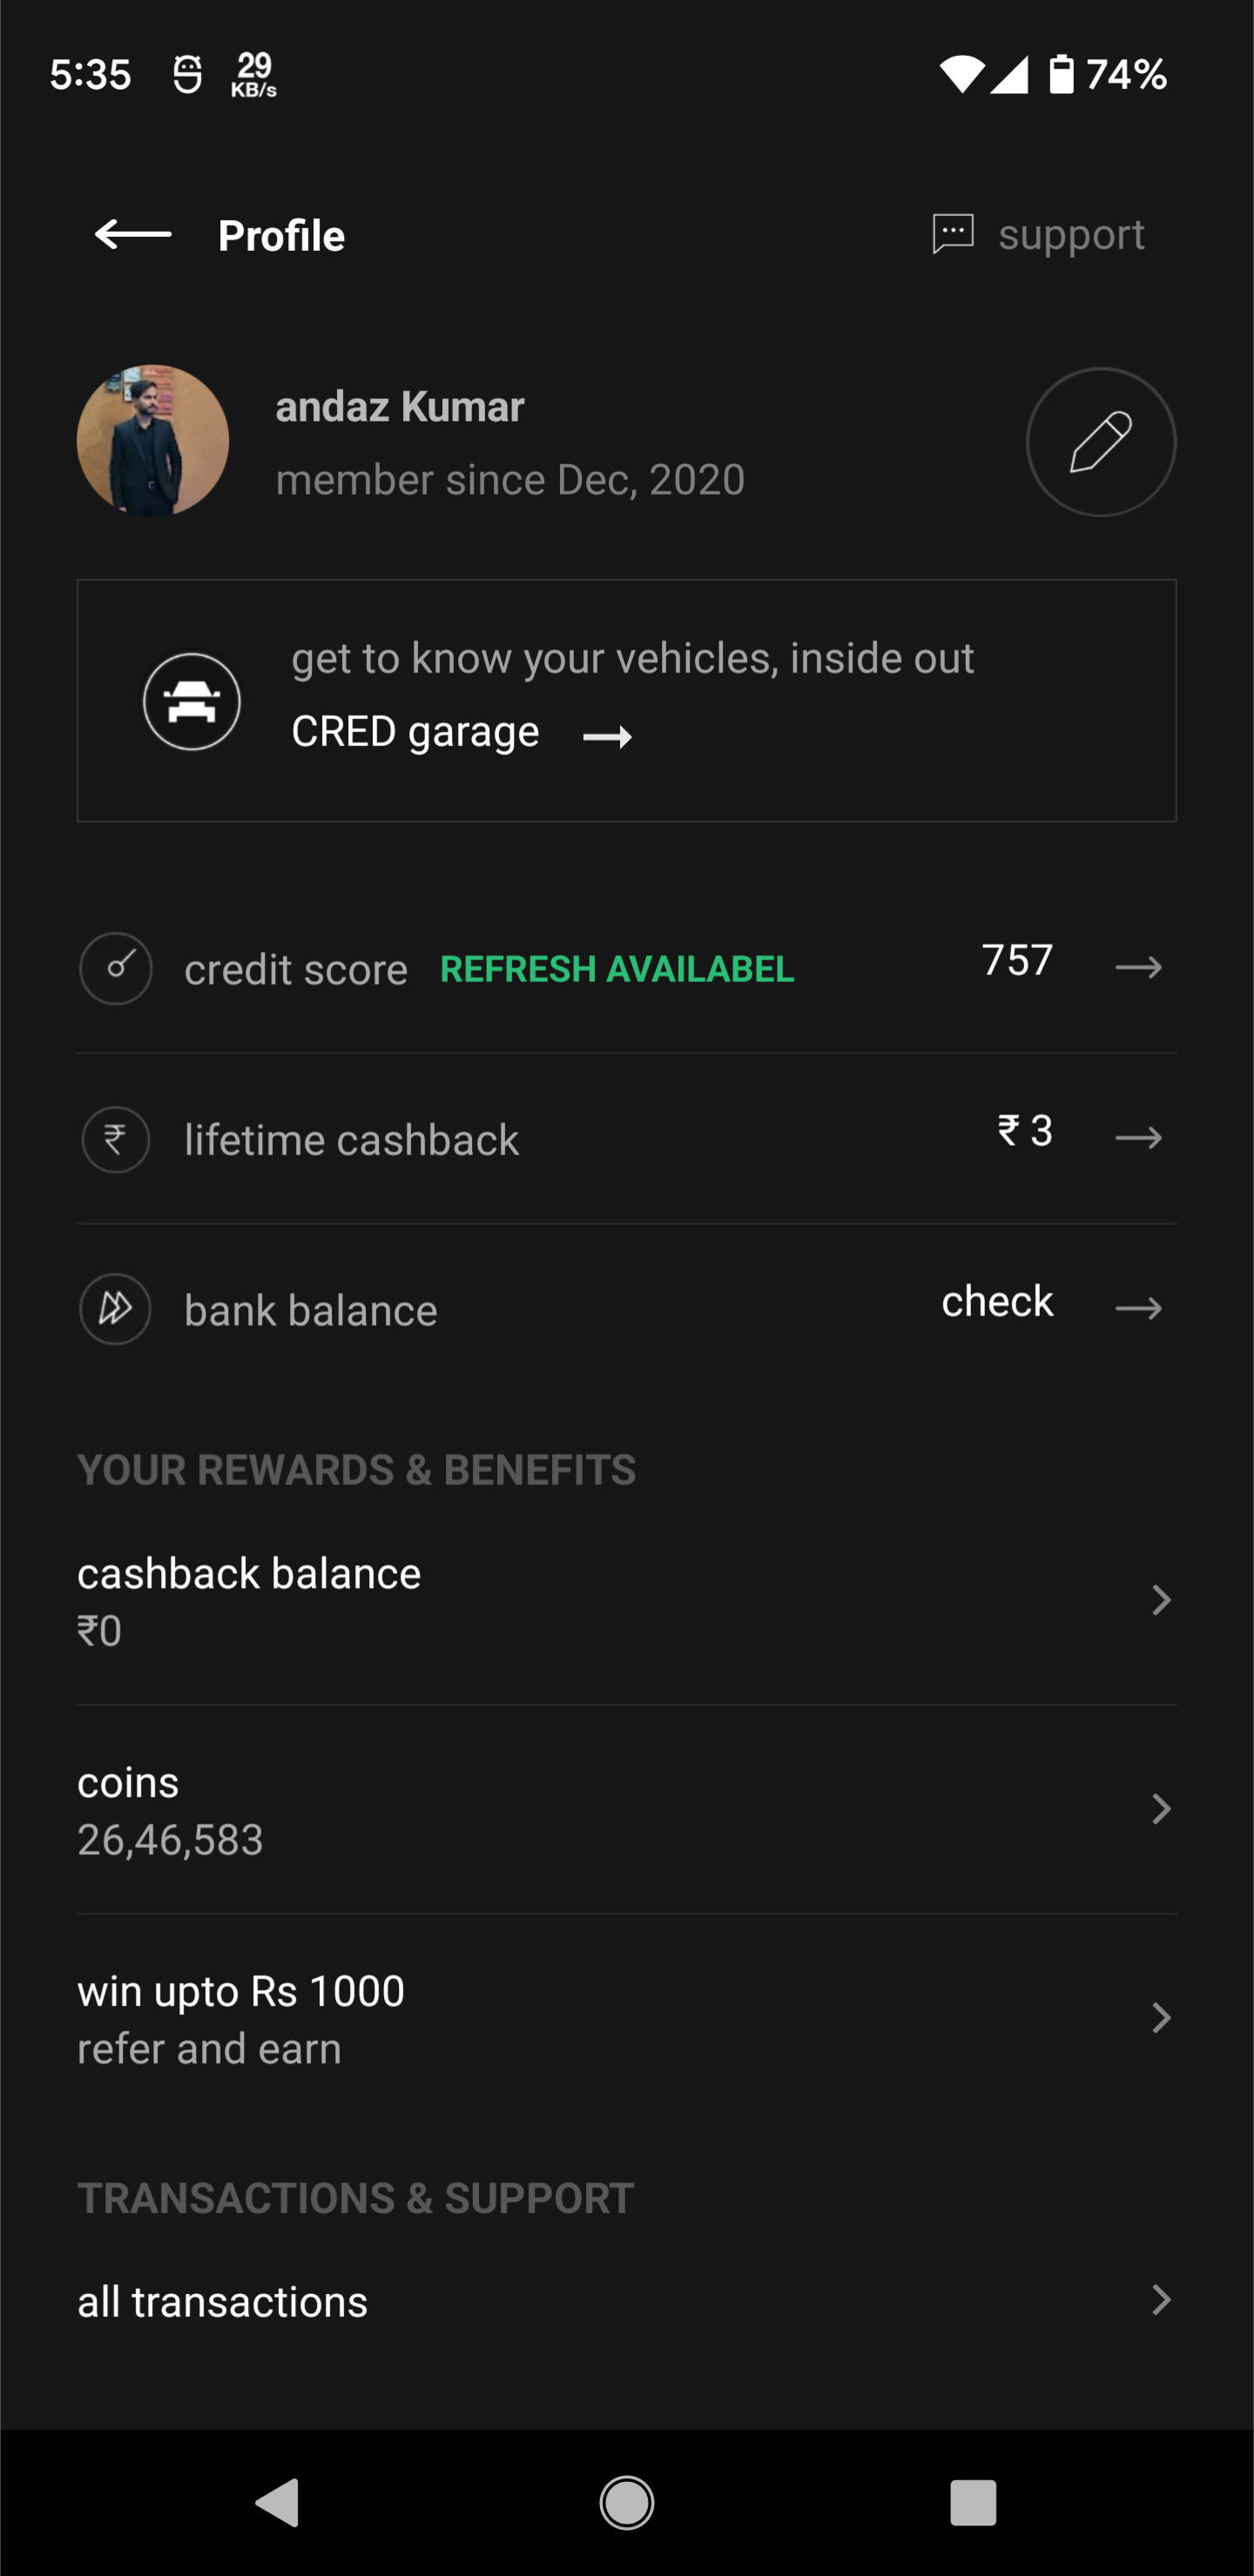 5:35
29
KB/s
74%
Profile
support
andaz Kumar
member since Dec, 2020
get to know your vehicles, inside out
CRED garage
credit score REFRESH AVAILABEL 757
lifetime cashback ₹ 3
bank balance check
YOUR REWARDS & BENEFITS
cashback balance
₹0
coins
26,46,583
win upto Rs 1000
refer and earn
TRANSACTIONS & SUPPORT
all transactions